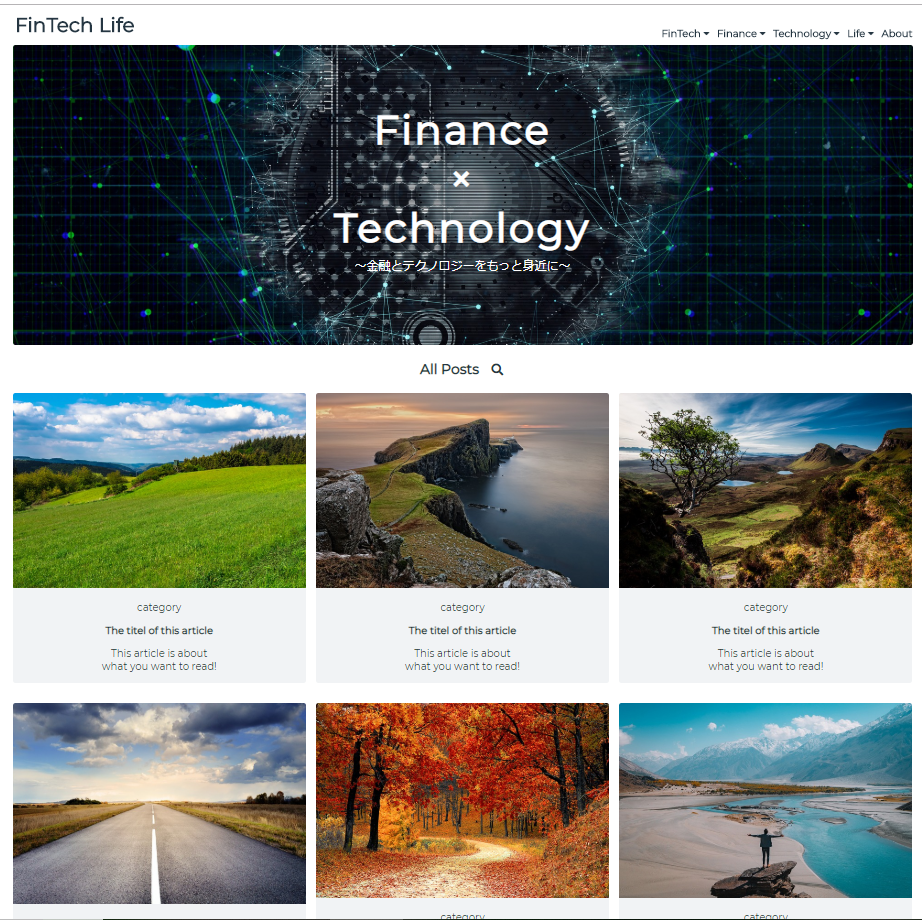 FinTech Life
FinTech Finance Technology Life About
Finance
×
Technology
〜金融とテクノロジーをもっと身近に〜
All Posts
category category category
The titel of this article The titel of this article The titel of this article
This article is about This article is about This article is about
what you want to read! what you want to read! what you want to read!
category category